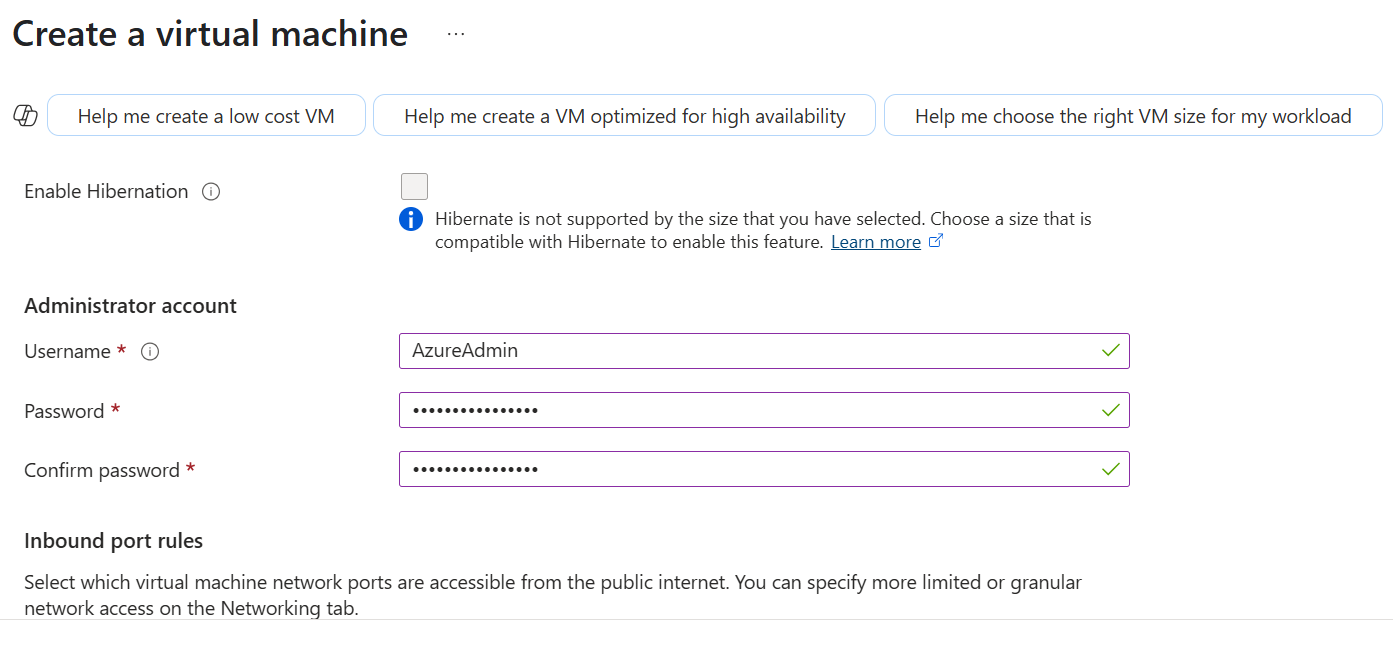 Create a virtual machine ...
Help me create a low cost VM Help me create a VM optimized for high availability Help me choose the right VM size for my workload
Enable Hibernation
Hibernate is not supported by the size that you have selected. Choose a size that is
compatible with Hibernate to enable this feature. Learn more
Administrator account
Username *
AzureAdmin
Password *
••••••••••••••••
Confirm password *
••••••••••••••••
Inbound port rules
Select which virtual machine network ports are accessible from the public internet. You can specify more limited or granular
network access on the Networking tab.